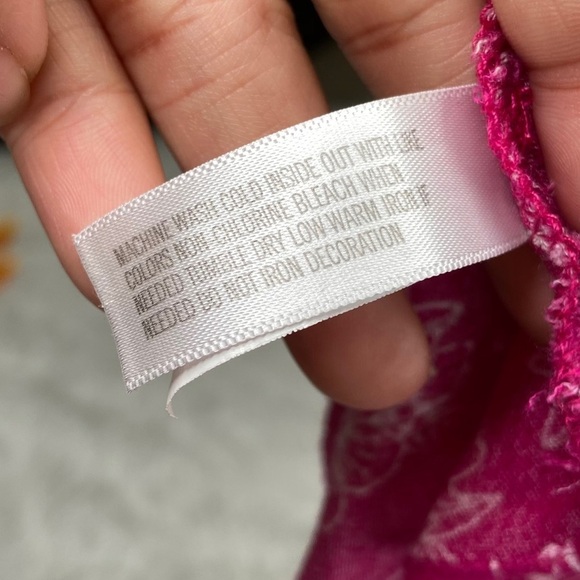 MACHINE WASH COLD INSIDE OUT WITH LIKE
COLORS NON CHLORINE BLEACH WHEN
NEEDED TUMBLE DRY LOW WARM IRON IF
NEEDED DO NOT IRON DECORATION